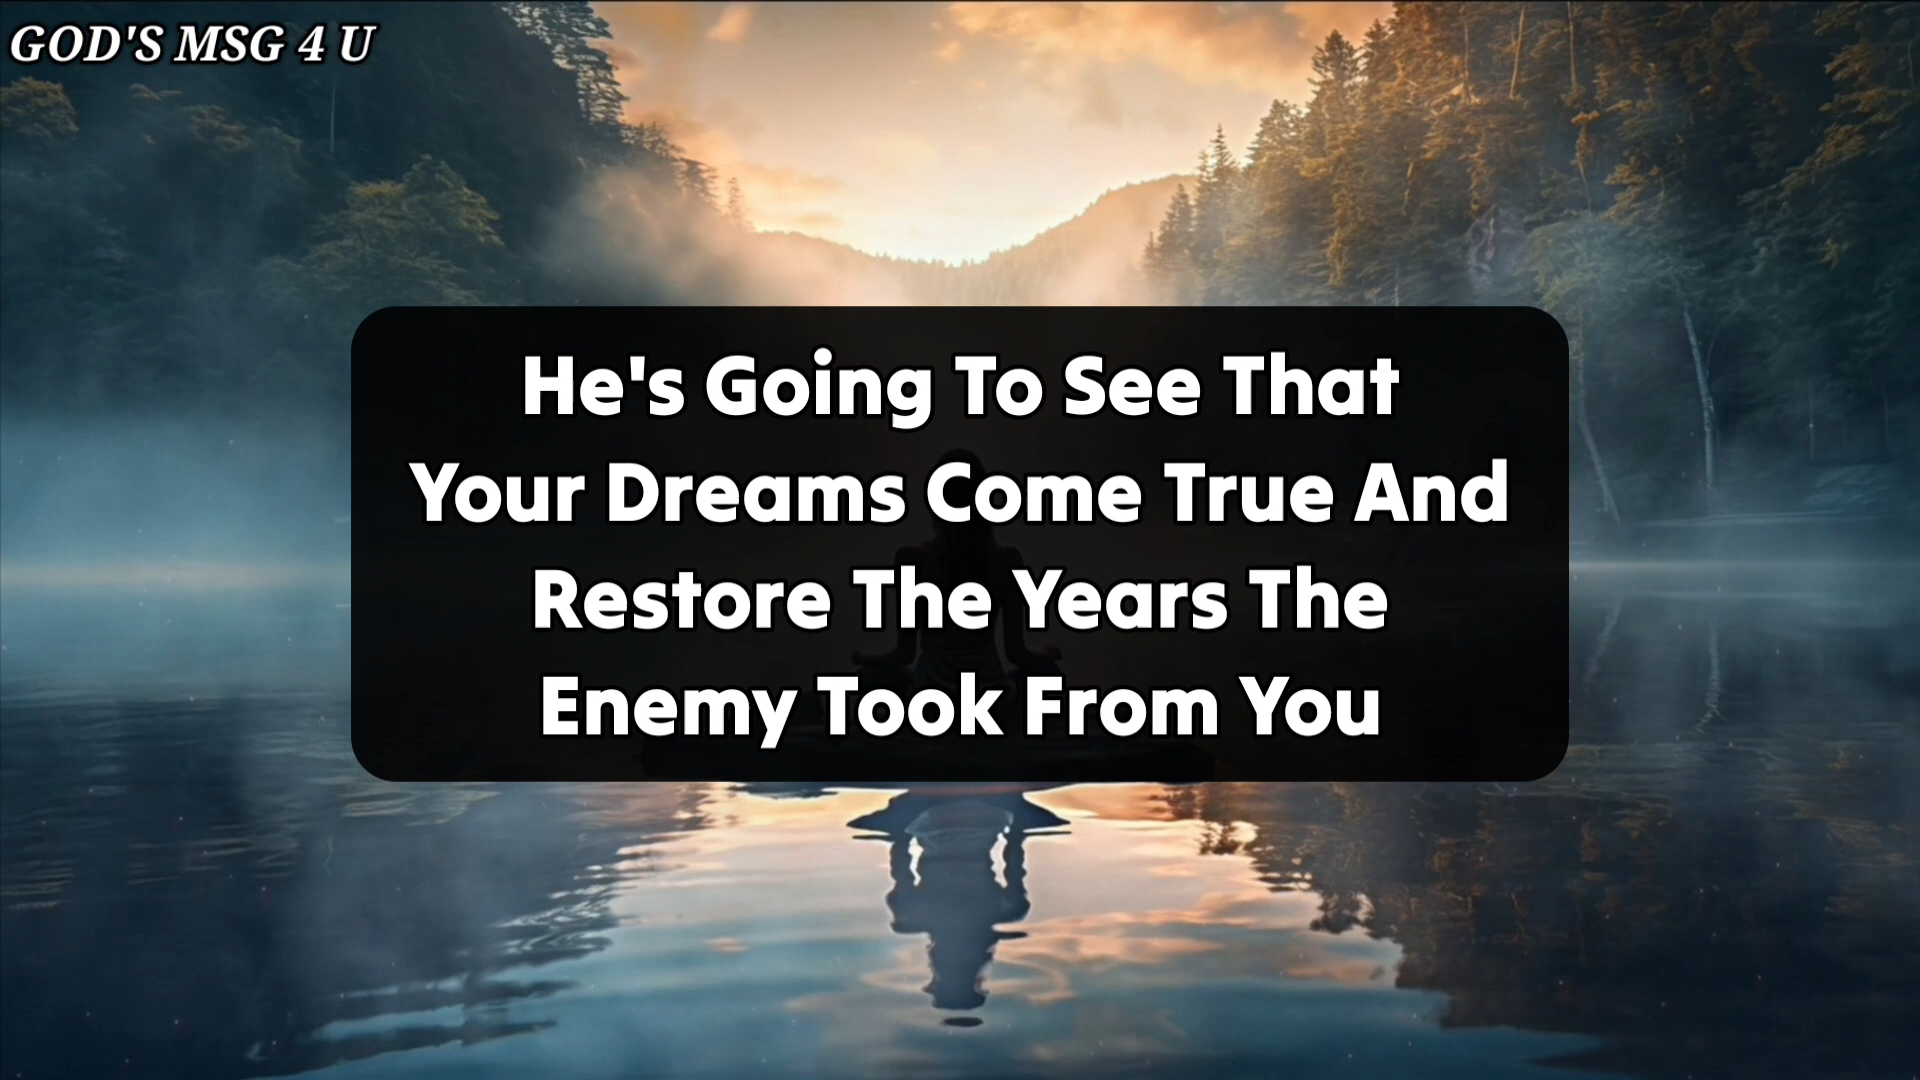 GOD'S MSG 4 U
He's Going To See That
Your Dreams Come True And
Restore The Years The
Enemy Took From You